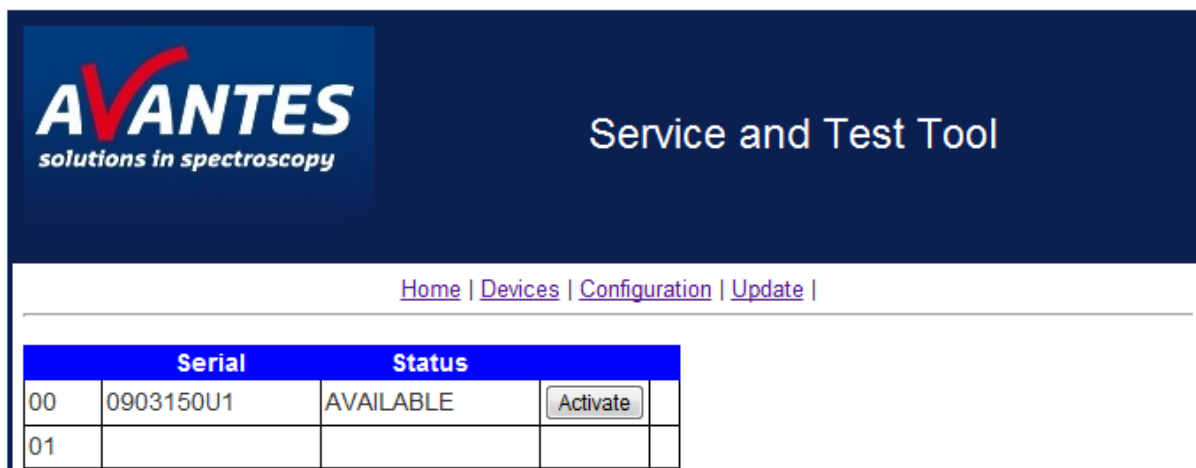 AVANTES
solutions in spectroscopy
Service and Test Tool
Home | Devices | Configuration | Update |
Serial Status
00 0903150U1 AVAILABLE Activate
01